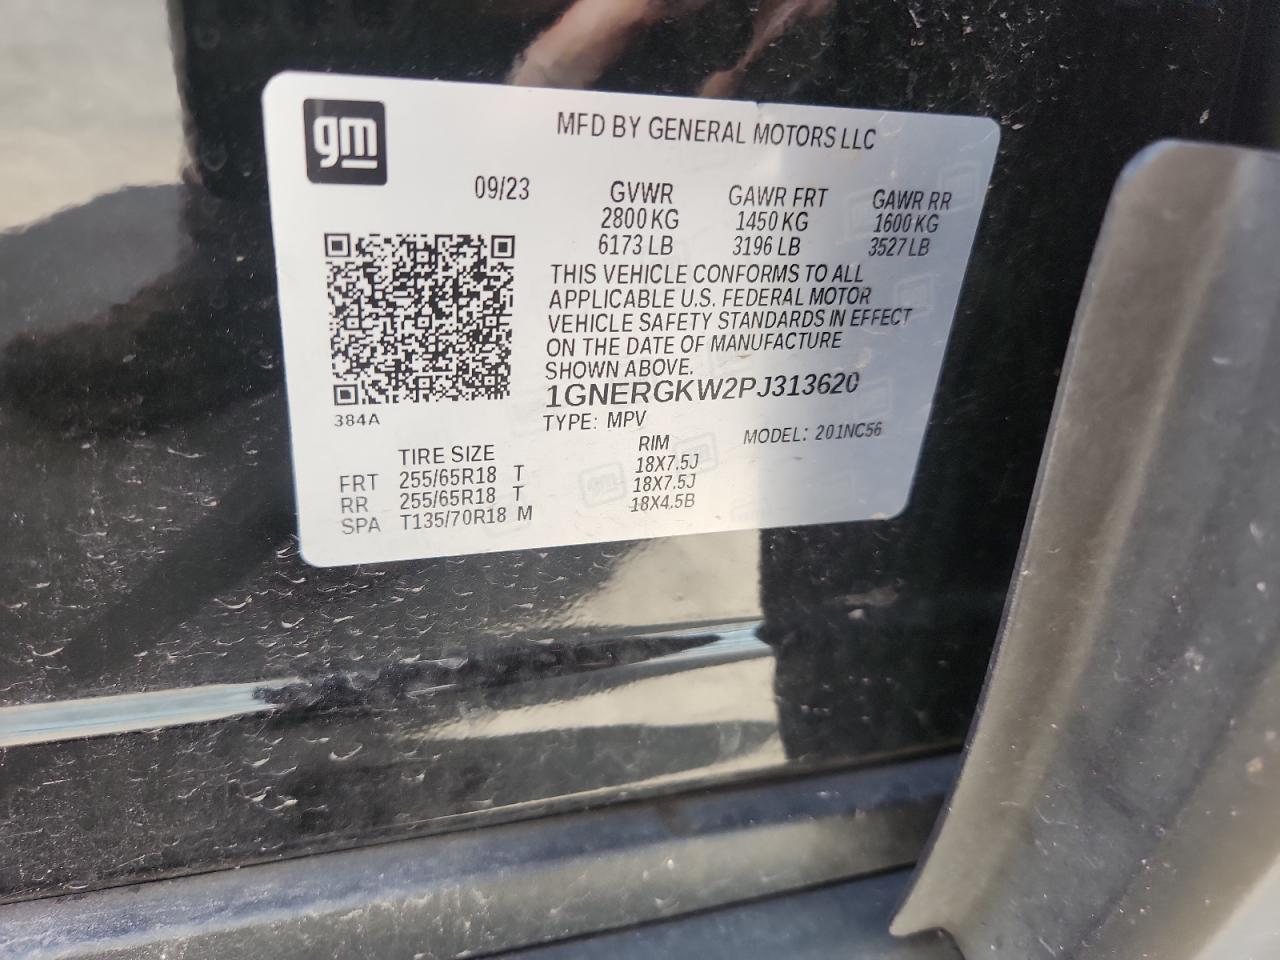 gm
MFD BY GENERAL MOTORS LLC
09/23 GVWR GAWR FRT GAWR RR
2800 KG 1450 KG 1600 KG
6173 LB 3196 LB 3527 LB
THIS VEHICLE CONFORMS TO ALL
APPLICABLE U.S. FEDERAL MOTOR
VEHICLE SAFETY STANDARDS IN EFFECT
ON THE DATE OF MANUFACTURE
SHOWN ABOVE.
1GNERGKW2PJ313620
384A
TYPE: MPV MODEL: 201NC56
TIRE SIZE RIM
FRT 255/65R18 T 18X7.5J
RR 255/65R18 T 18X7.5J
SPA T135/70R18 M 18X4.5B